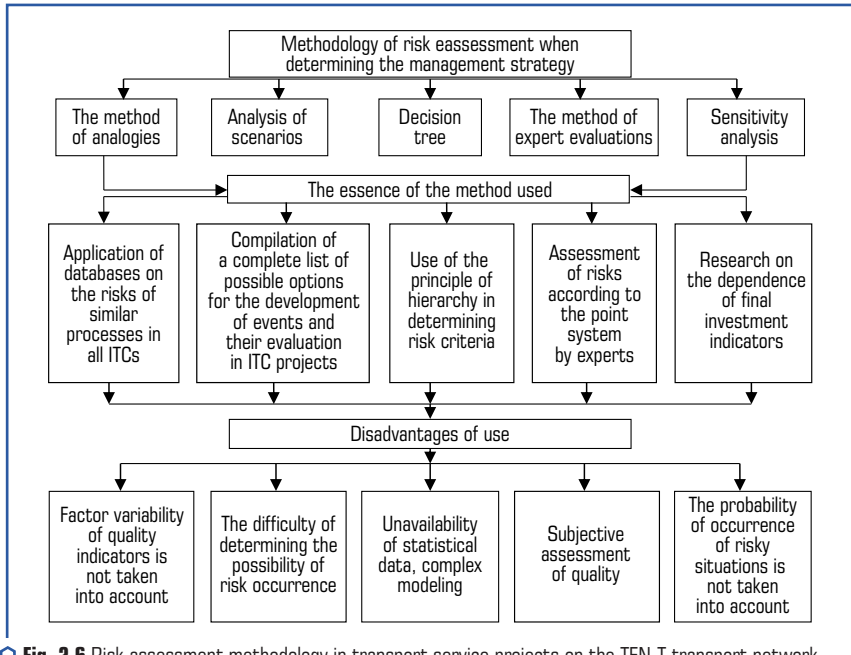 Methodology of risk eassessment when
determining the management strategy
The method
of analogies
Analysis of
scenarios
Decision
tree
The method of
expert evaluations
Sensitivity
analysis
The essence of the method used
Application of
databases on
the risks of
similar
processes in
all ITCs
Compilation of
a complete list of
possible options
for the development
of events and
their evaluation
in ITC projects
Use of the
principle of
hierarchy in
determining
risk criteria
Assessment
of risks
according to
the point
system
by experts
Research on
the dependence
of final
investment
indicators
Disadvantages of use
Factor variability
of quality
indicators is
not taken
into account
The difficulty of
determining the
possibility of
risk occurrence
Unavailability
of statistical
data, complex
modeling
Subjective
assessment
of quality
The probability
of occurrence
of risky
situations is
not taken
into account
Fig. 2.6 Risk assessment methodology in transport service projects on the TEN-T transport network